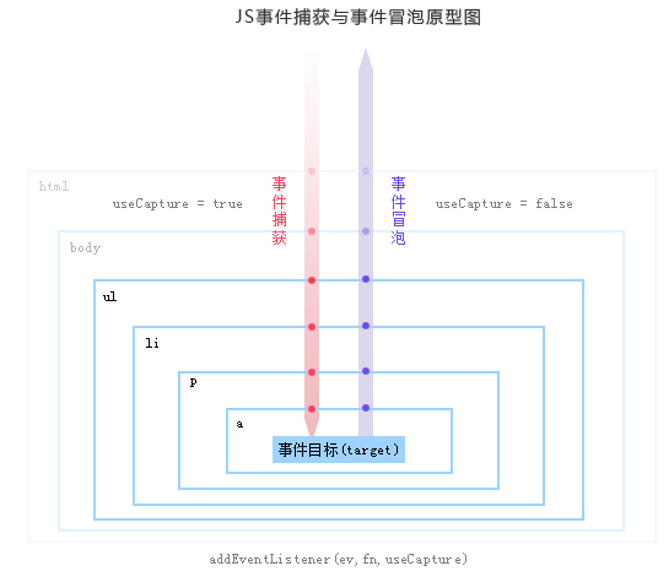 JS事件捕获与事件冒泡原型图
html
事件捕获
事件冒泡
useCapture = true
useCapture = false
body
ul
li
p
a
事件目标(target)
addEventListener(ev,fn,useCapture)